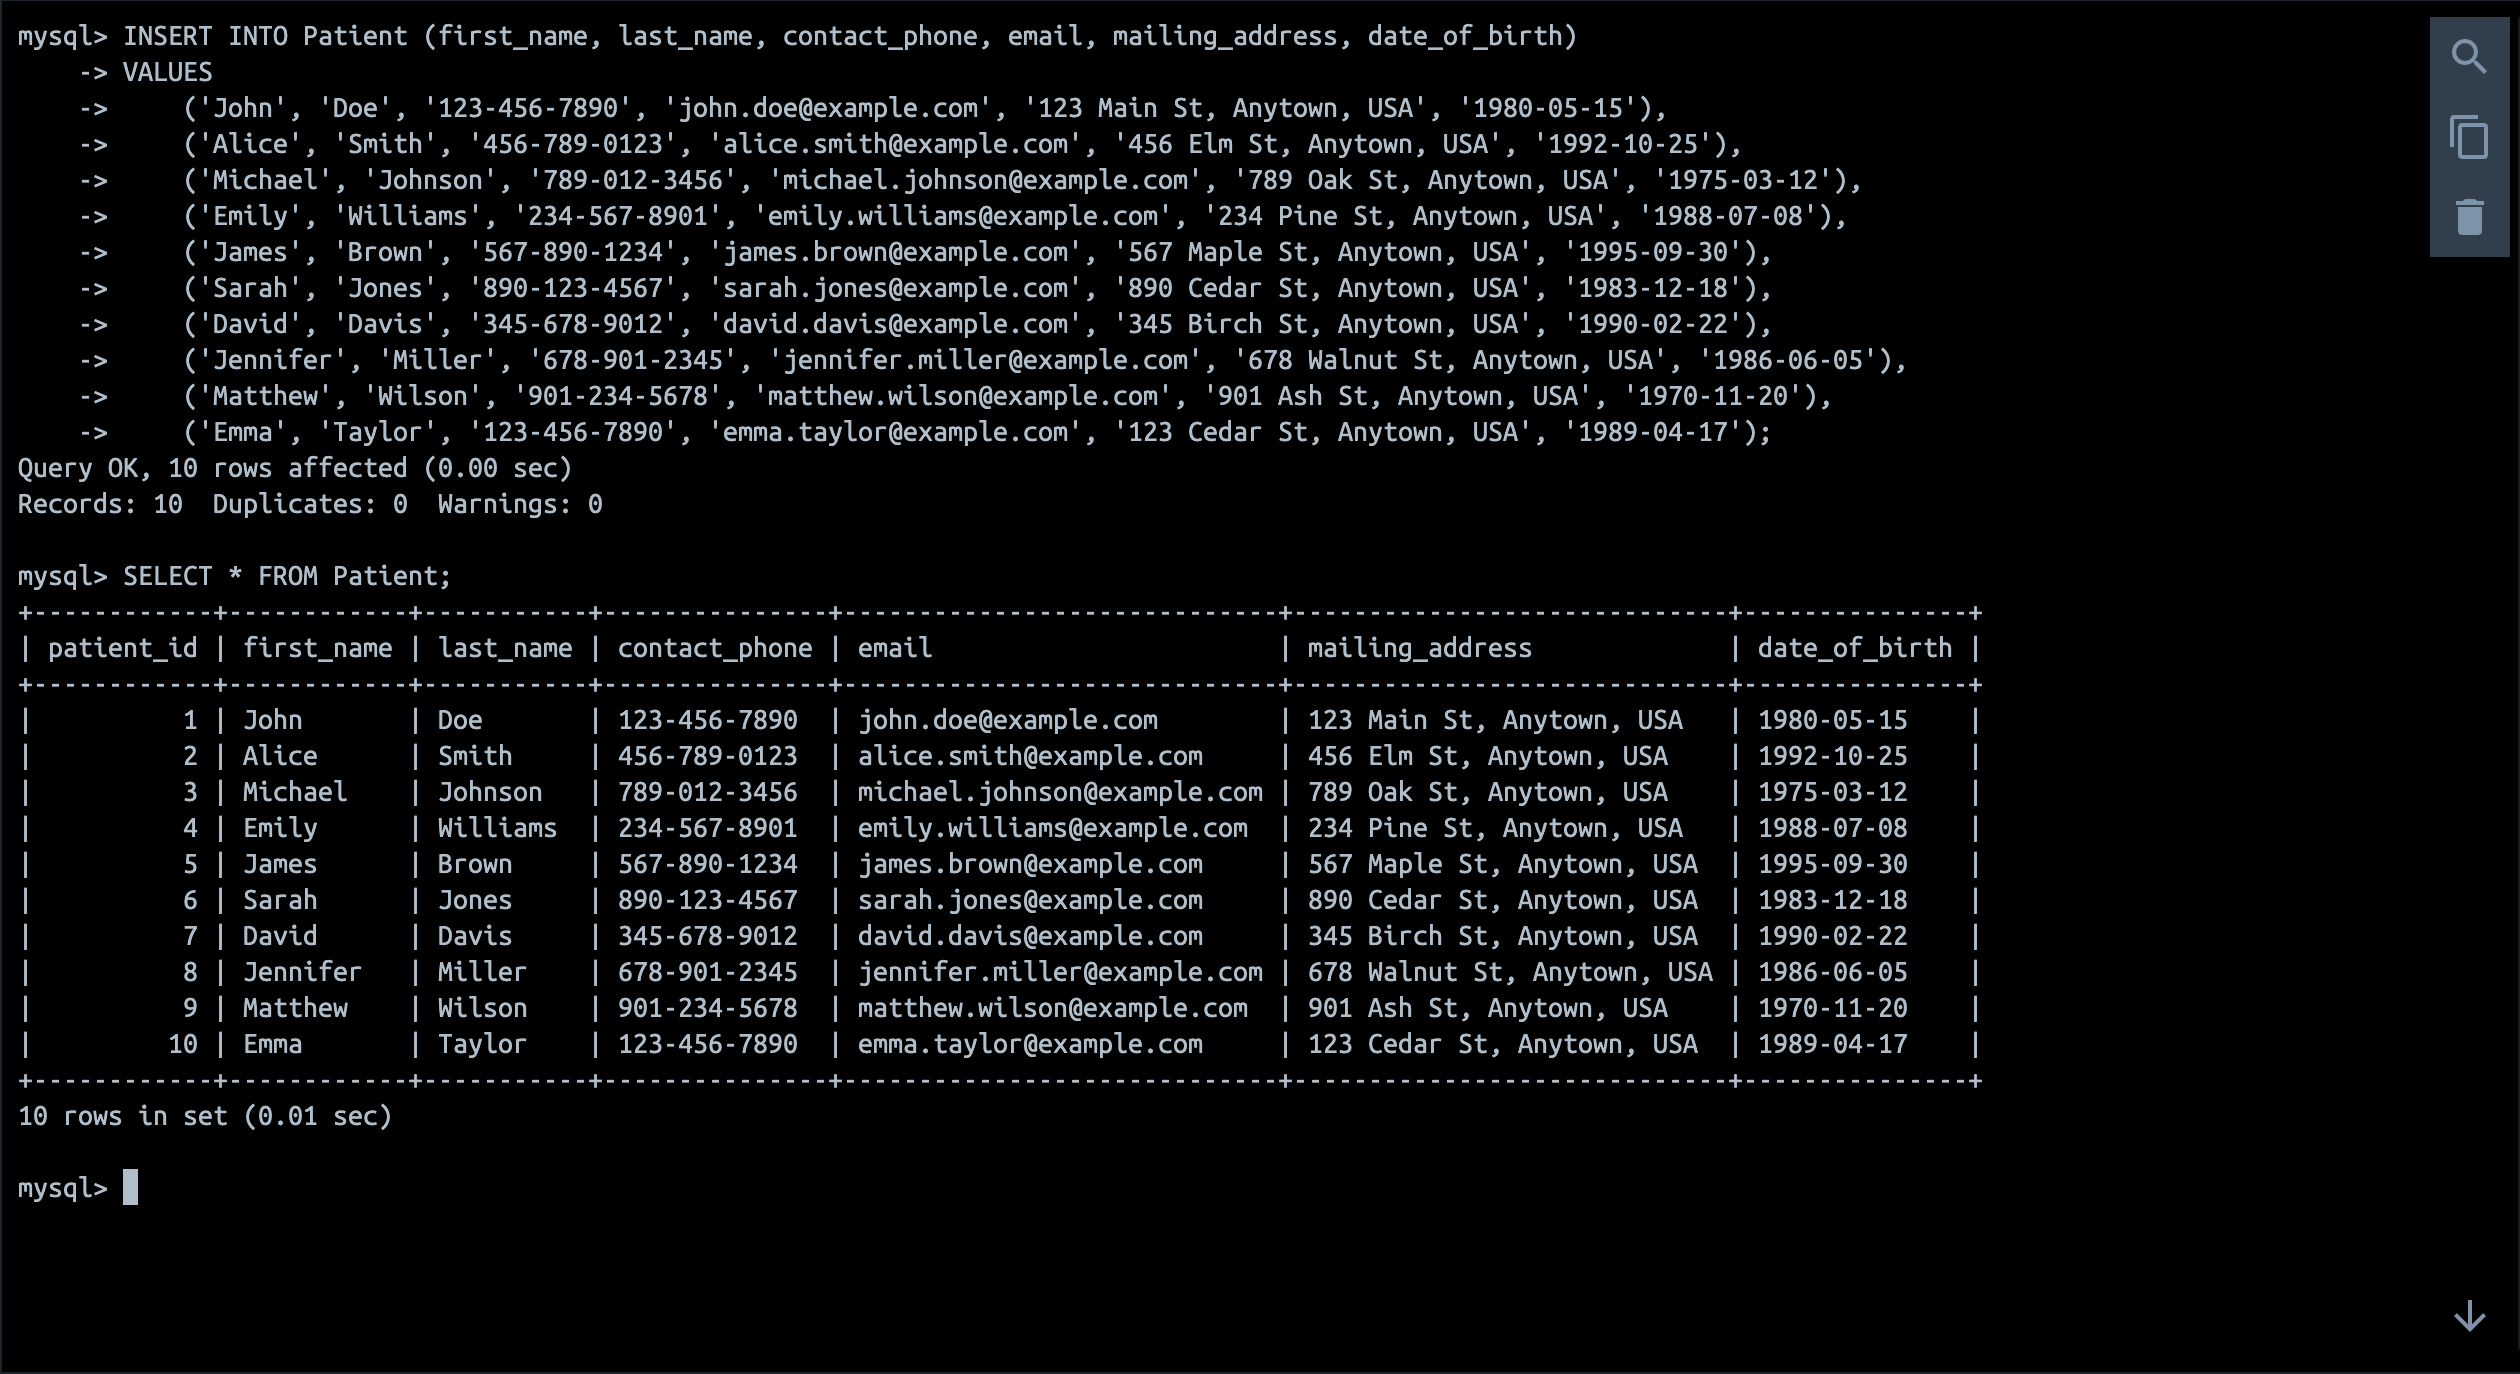 mysql> INSERT INTO Patient (first_name, last_name, contact_phone, email, mailing_address, date_of_birth)
    -> VALUES
    ->     ('John', 'Doe', '123-456-7890', 'john.doe@example.com', '123 Main St, Anytown, USA', '1980-05-15'),
    ->     ('Alice', 'Smith', '456-789-0123', 'alice.smith@example.com', '456 Elm St, Anytown, USA', '1992-10-25'),
    ->     ('Michael', 'Johnson', '789-012-3456', 'michael.johnson@example.com', '789 Oak St, Anytown, USA', '1975-03-12'),
    ->     ('Emily', 'Williams', '234-567-8901', 'emily.williams@example.com', '234 Pine St, Anytown, USA', '1988-07-08'),
    ->     ('James', 'Brown', '567-890-1234', 'james.brown@example.com', '567 Maple St, Anytown, USA', '1995-09-30'),
    ->     ('Sarah', 'Jones', '890-123-4567', 'sarah.jones@example.com', '890 Cedar St, Anytown, USA', '1983-12-18'),
    ->     ('David', 'Davis', '345-678-9012', 'david.davis@example.com', '345 Birch St, Anytown, USA', '1990-02-22'),
    ->     ('Jennifer', 'Miller', '678-901-2345', 'jennifer.miller@example.com', '678 Walnut St, Anytown, USA', '1986-06-05'),
    ->     ('Matthew', 'Wilson', '901-234-5678', 'matthew.wilson@example.com', '901 Ash St, Anytown, USA', '1970-11-20'),
    ->     ('Emma', 'Taylor', '123-456-7890', 'emma.taylor@example.com', '123 Cedar St, Anytown, USA', '1989-04-17');
Query OK, 10 rows affected (0.00 sec)
Records: 10  Duplicates: 0  Warnings: 0

mysql> SELECT * FROM Patient;
+------------+------------+-----------+---------------+-----------------------------+-----------------------------+---------------+
| patient_id | first_name | last_name | contact_phone | email                       | mailing_address             | date_of_birth |
+------------+------------+-----------+---------------+-----------------------------+-----------------------------+---------------+
|          1 | John       | Doe       | 123-456-7890  | john.doe@example.com        | 123 Main St, Anytown, USA   | 1980-05-15    |
|          2 | Alice      | Smith     | 456-789-0123  | alice.smith@example.com     | 456 Elm St, Anytown, USA    | 1992-10-25    |
|          3 | Michael    | Johnson   | 789-012-3456  | michael.johnson@example.com | 789 Oak St, Anytown, USA    | 1975-03-12    |
|          4 | Emily      | Williams  | 234-567-8901  | emily.williams@example.com  | 234 Pine St, Anytown, USA   | 1988-07-08    |
|          5 | James      | Brown     | 567-890-1234  | james.brown@example.com     | 567 Maple St, Anytown, USA  | 1995-09-30    |
|          6 | Sarah      | Jones     | 890-123-4567  | sarah.jones@example.com     | 890 Cedar St, Anytown, USA  | 1983-12-18    |
|          7 | David      | Davis     | 345-678-9012  | david.davis@example.com     | 345 Birch St, Anytown, USA  | 1990-02-22    |
|          8 | Jennifer   | Miller    | 678-901-2345  | jennifer.miller@example.com | 678 Walnut St, Anytown, USA | 1986-06-05    |
|          9 | Matthew    | Wilson    | 901-234-5678  | matthew.wilson@example.com  | 901 Ash St, Anytown, USA    | 1970-11-20    |
|         10 | Emma       | Taylor    | 123-456-7890  | emma.taylor@example.com     | 123 Cedar St, Anytown, USA  | 1989-04-17    |
+------------+------------+-----------+---------------+-----------------------------+-----------------------------+---------------+
10 rows in set (0.01 sec)

mysql>